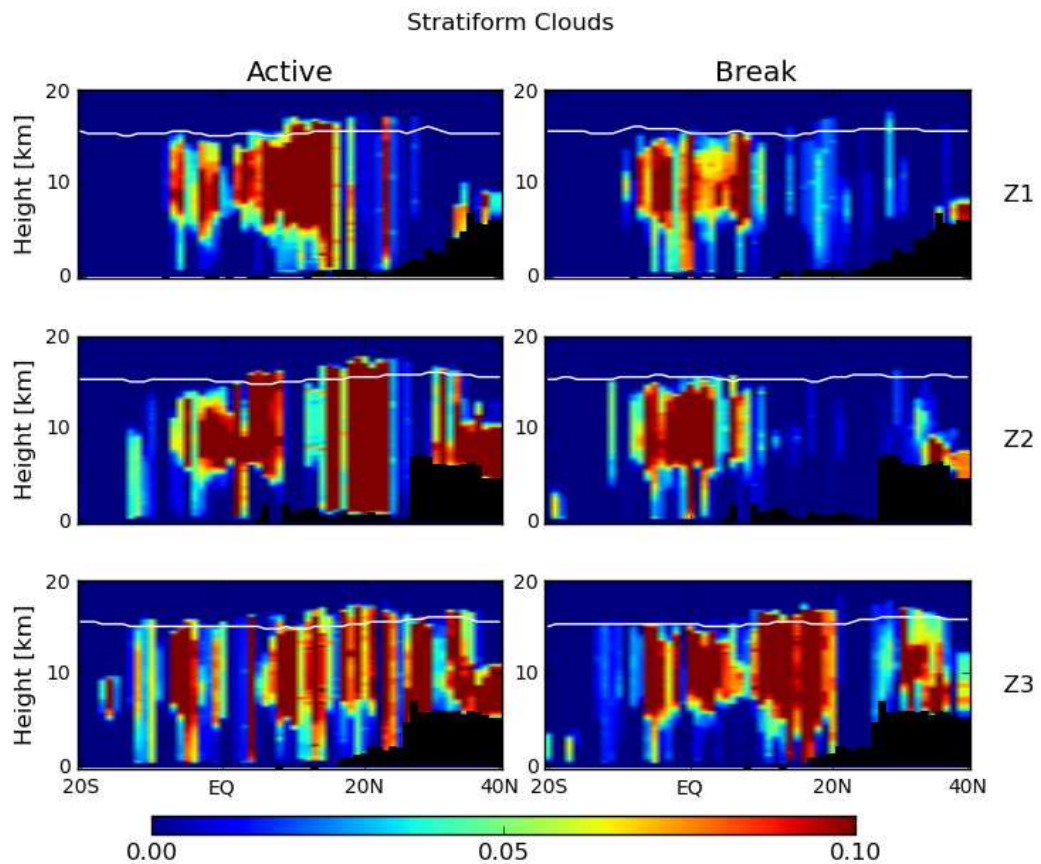 Stratiform Clouds
Active Break
20 20
Height [km] 10 10 Z1
0 0
20 20
Height [km] 10 10 Z2
0 0
20 20
Height [km] 10 10 Z3
0 0
20S EQ 20N 40N 20S EQ 20N 40N
0.00 0.05 0.10